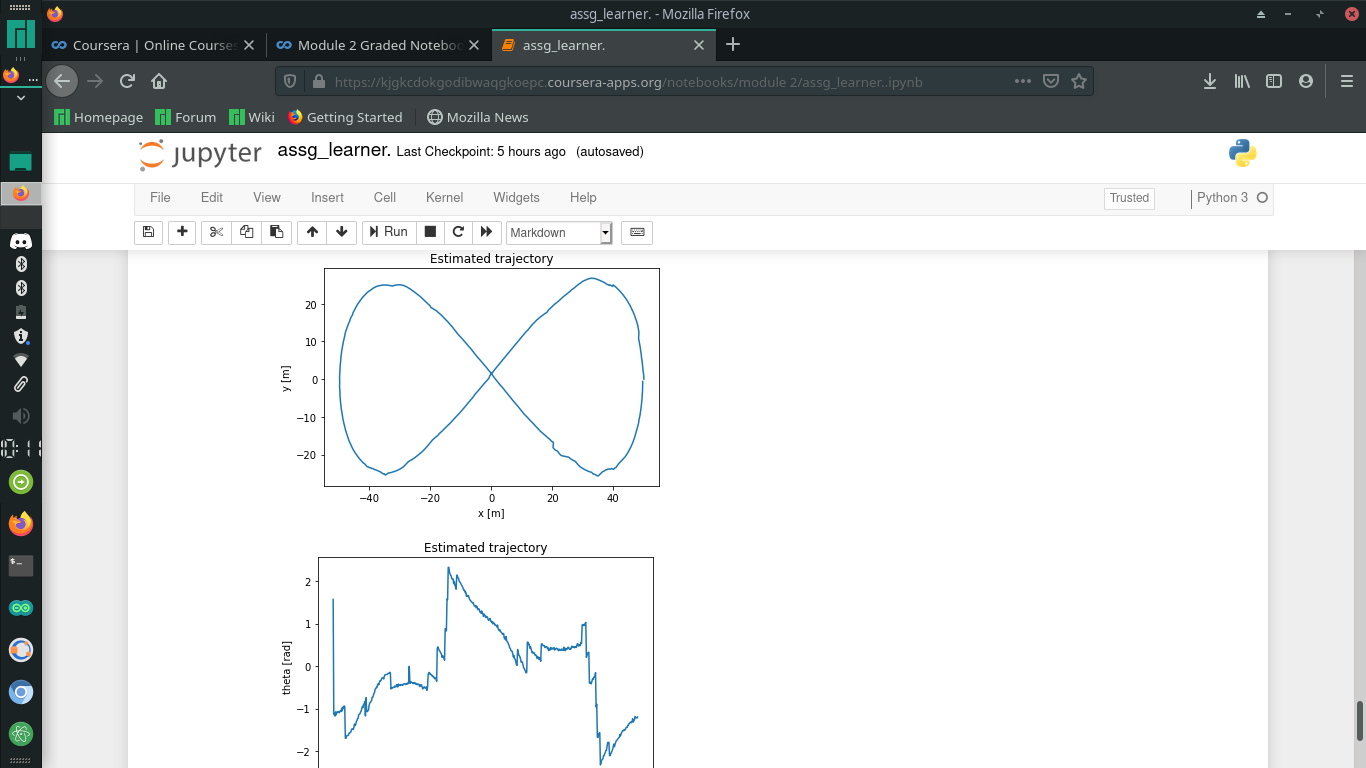 assg_learner. - Mozilla Firefox
Coursera | Online Courses
Module 2 Graded Notebo
assg_learner.
https://kjgkcdokgodibwaqgkoepc.coursera-apps.org/notebooks/module 2/assg_learner..ipynb
Homepage Forum Wiki Getting Started Mozilla News
jupyter assg_learner. Last Checkpoint: 5 hours ago (autosaved)
File Edit View Insert Cell Kernel Widgets Help Trusted Python 3
Run Markdown
Estimated trajectory
20
10
0
−10
−20
y [m]
−40 −20 0 20 40
x [m]
Estimated trajectory
2
1
0
−1
−2
theta [rad]